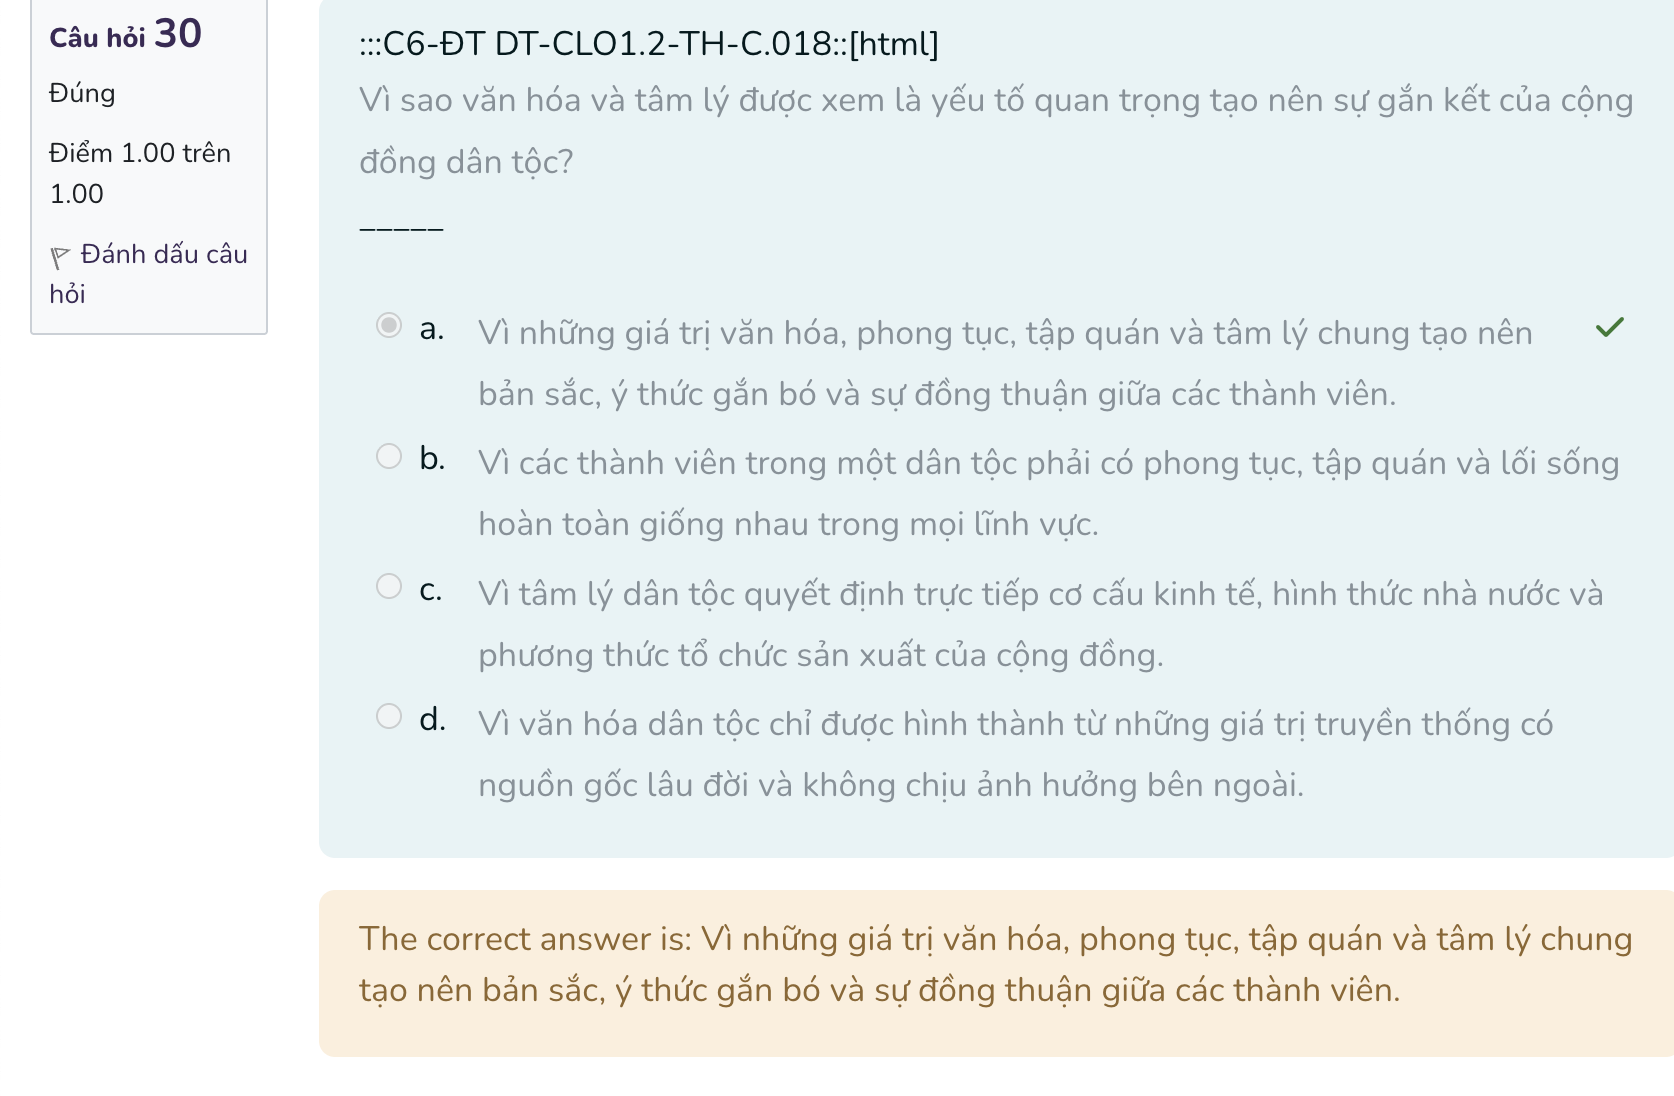 Câu hỏi 30
Đúng
Điểm 1.00 trên
1.00
Đánh dấu câu
hỏi
:::C6-ĐT DT-CLO1.2-TH-C.018::[html]
Vì sao văn hóa và tâm lý được xem là yếu tố quan trọng tạo nên sự gắn kết của cộng
đồng dân tộc?
_____
a. Vì những giá trị văn hóa, phong tục, tập quán và tâm lý chung tạo nên
bản sắc, ý thức gắn bó và sự đồng thuận giữa các thành viên.
b. Vì các thành viên trong một dân tộc phải có phong tục, tập quán và lối sống
hoàn toàn giống nhau trong mọi lĩnh vực.
c. Vì tâm lý dân tộc quyết định trực tiếp cơ cấu kinh tế, hình thức nhà nước và
phương thức tổ chức sản xuất của cộng đồng.
d. Vì văn hóa dân tộc chỉ được hình thành từ những giá trị truyền thống có
nguồn gốc lâu đời và không chịu ảnh hưởng bên ngoài.
The correct answer is: Vì những giá trị văn hóa, phong tục, tập quán và tâm lý chung
tạo nên bản sắc, ý thức gắn bó và sự đồng thuận giữa các thành viên.